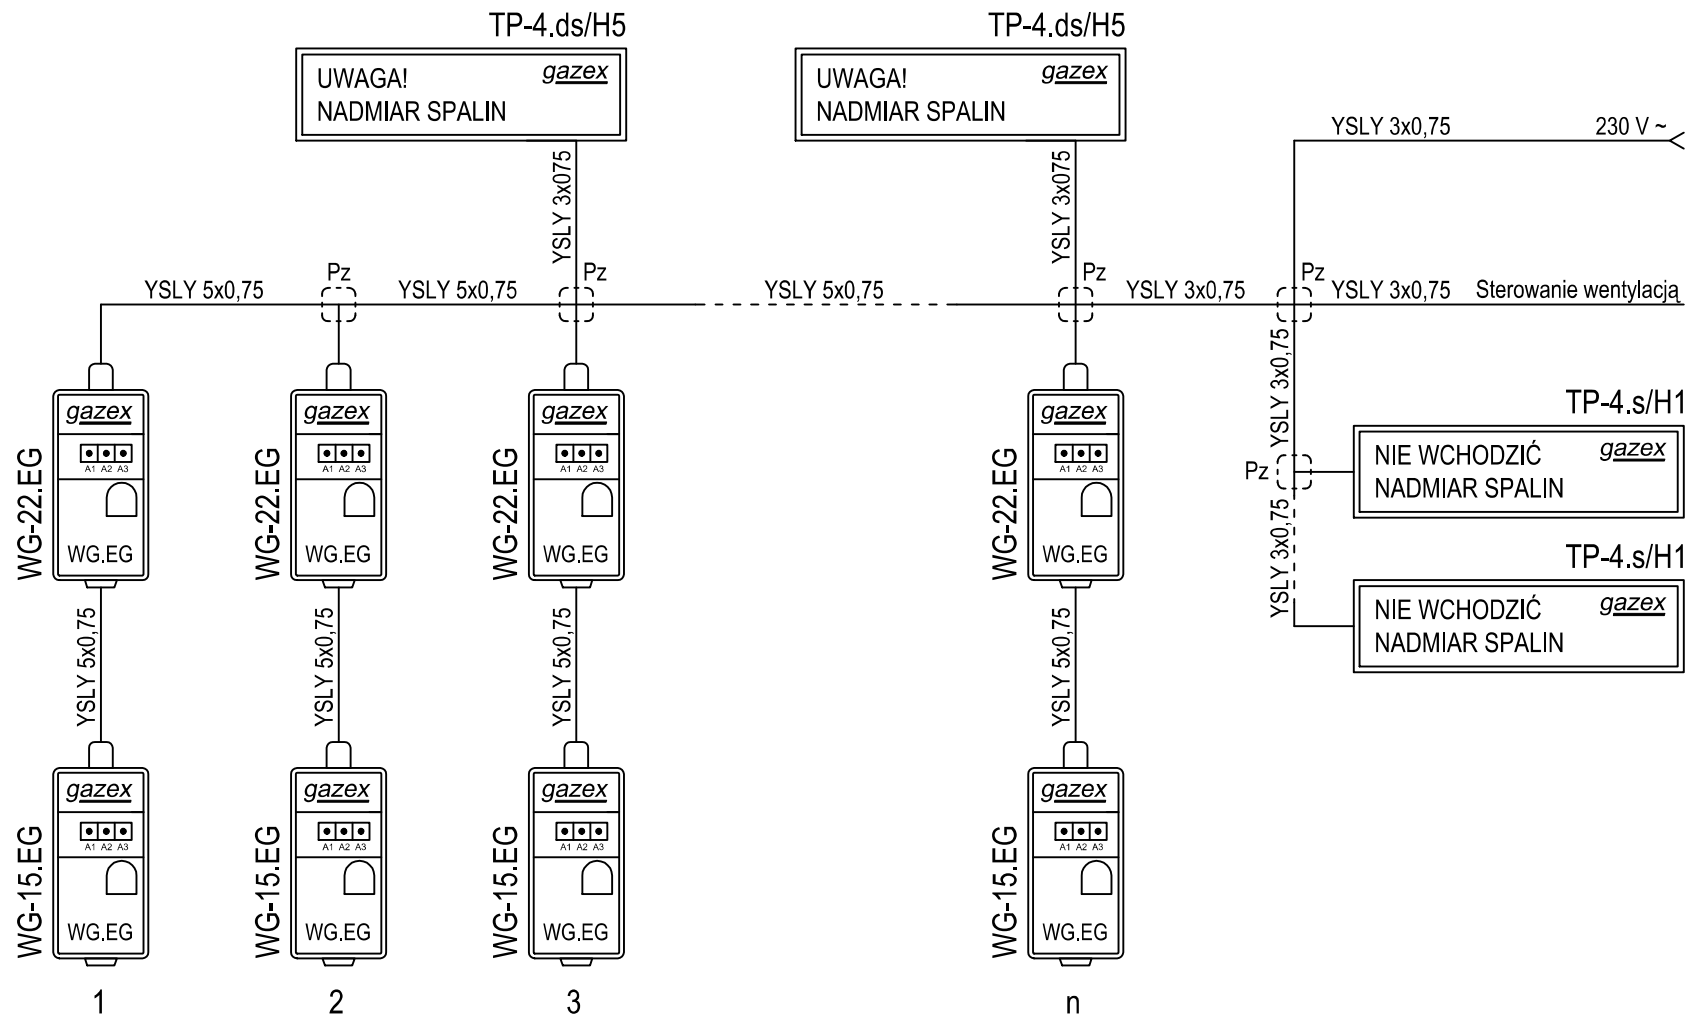 TP-4.ds/H5
TP-4.ds/H5
UWAGA!
gazex
NADMIAR SPALIN
UWAGA!
gazex
NADMIAR SPALIN
YSLY 3x0,75
230 V ~
YSLY 3x075
YSLY 3x075
Pz
Pz
Pz
Pz
YSLY 5x0,75
YSLY 5x0,75
YSLY 5x0,75
YSLY 3x0,75
YSLY 3x0,75
Sterowanie wentylacją
YSLY 3x0,75
TP-4.s/H1
NIE WCHODZIĆ
gazex
NADMIAR SPALIN
Pz
YSLY 3x0,75
TP-4.s/H1
NIE WCHODZIĆ
gazex
NADMIAR SPALIN
WG-22.EG
gazex
A1 A2 A3
WG.EG
WG-22.EG
gazex
A1 A2 A3
WG.EG
WG-22.EG
gazex
A1 A2 A3
WG.EG
WG-22.EG
gazex
A1 A2 A3
WG.EG
YSLY 5x0,75
YSLY 5x0,75
YSLY 5x0,75
YSLY 5x0,75
WG-15.EG
gazex
A1 A2 A3
WG.EG
WG-15.EG
gazex
A1 A2 A3
WG.EG
WG-15.EG
gazex
A1 A2 A3
WG.EG
WG-15.EG
gazex
A1 A2 A3
WG.EG
1
2
3
n